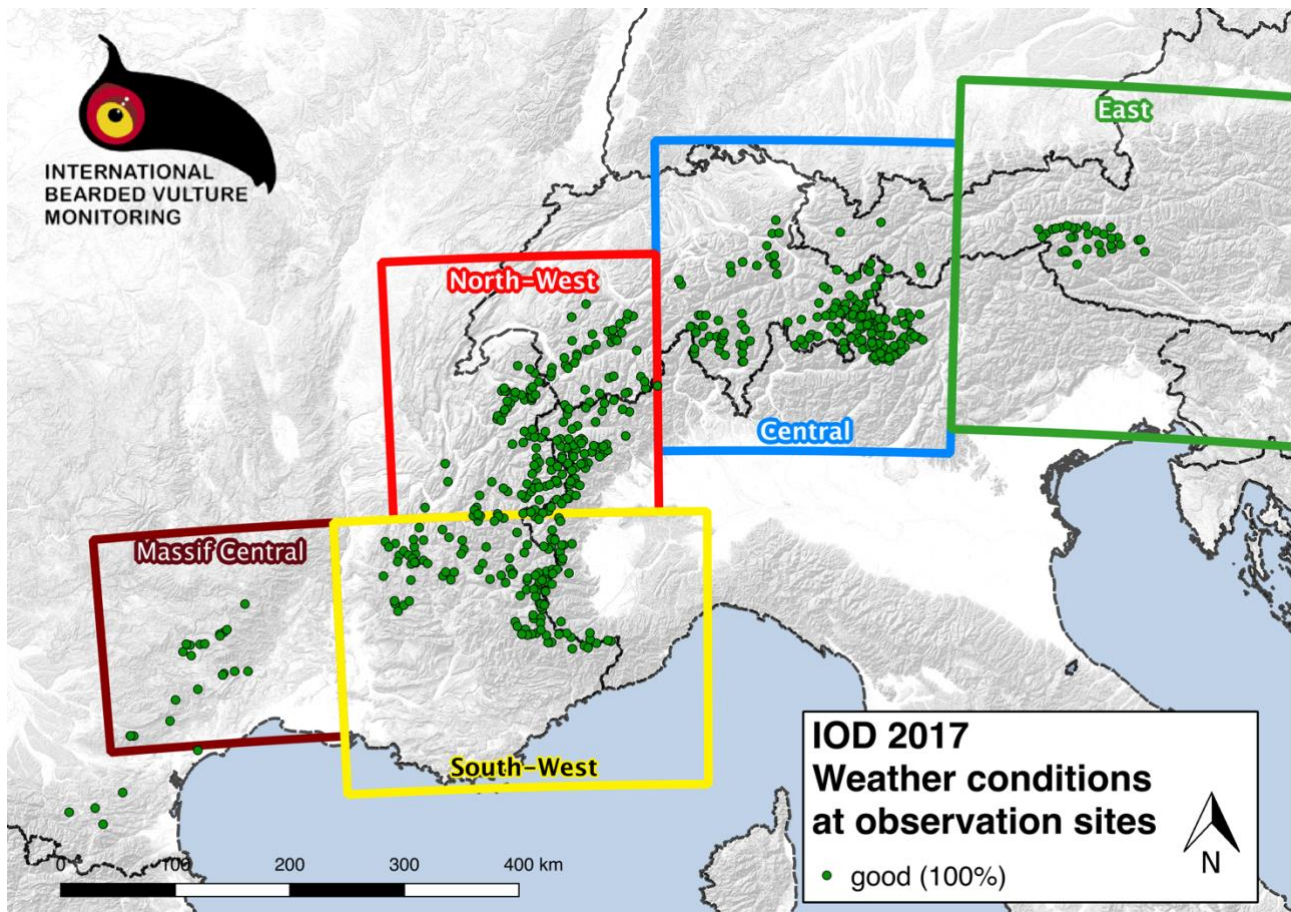 INTERNATIONAL
BEARDED VULTURE
MONITORING
East
North-West
Central
Massif Central
South-West
IOD 2017
Weather conditions
at observation sites
good (100%)
N
0 100 200 300 400 km